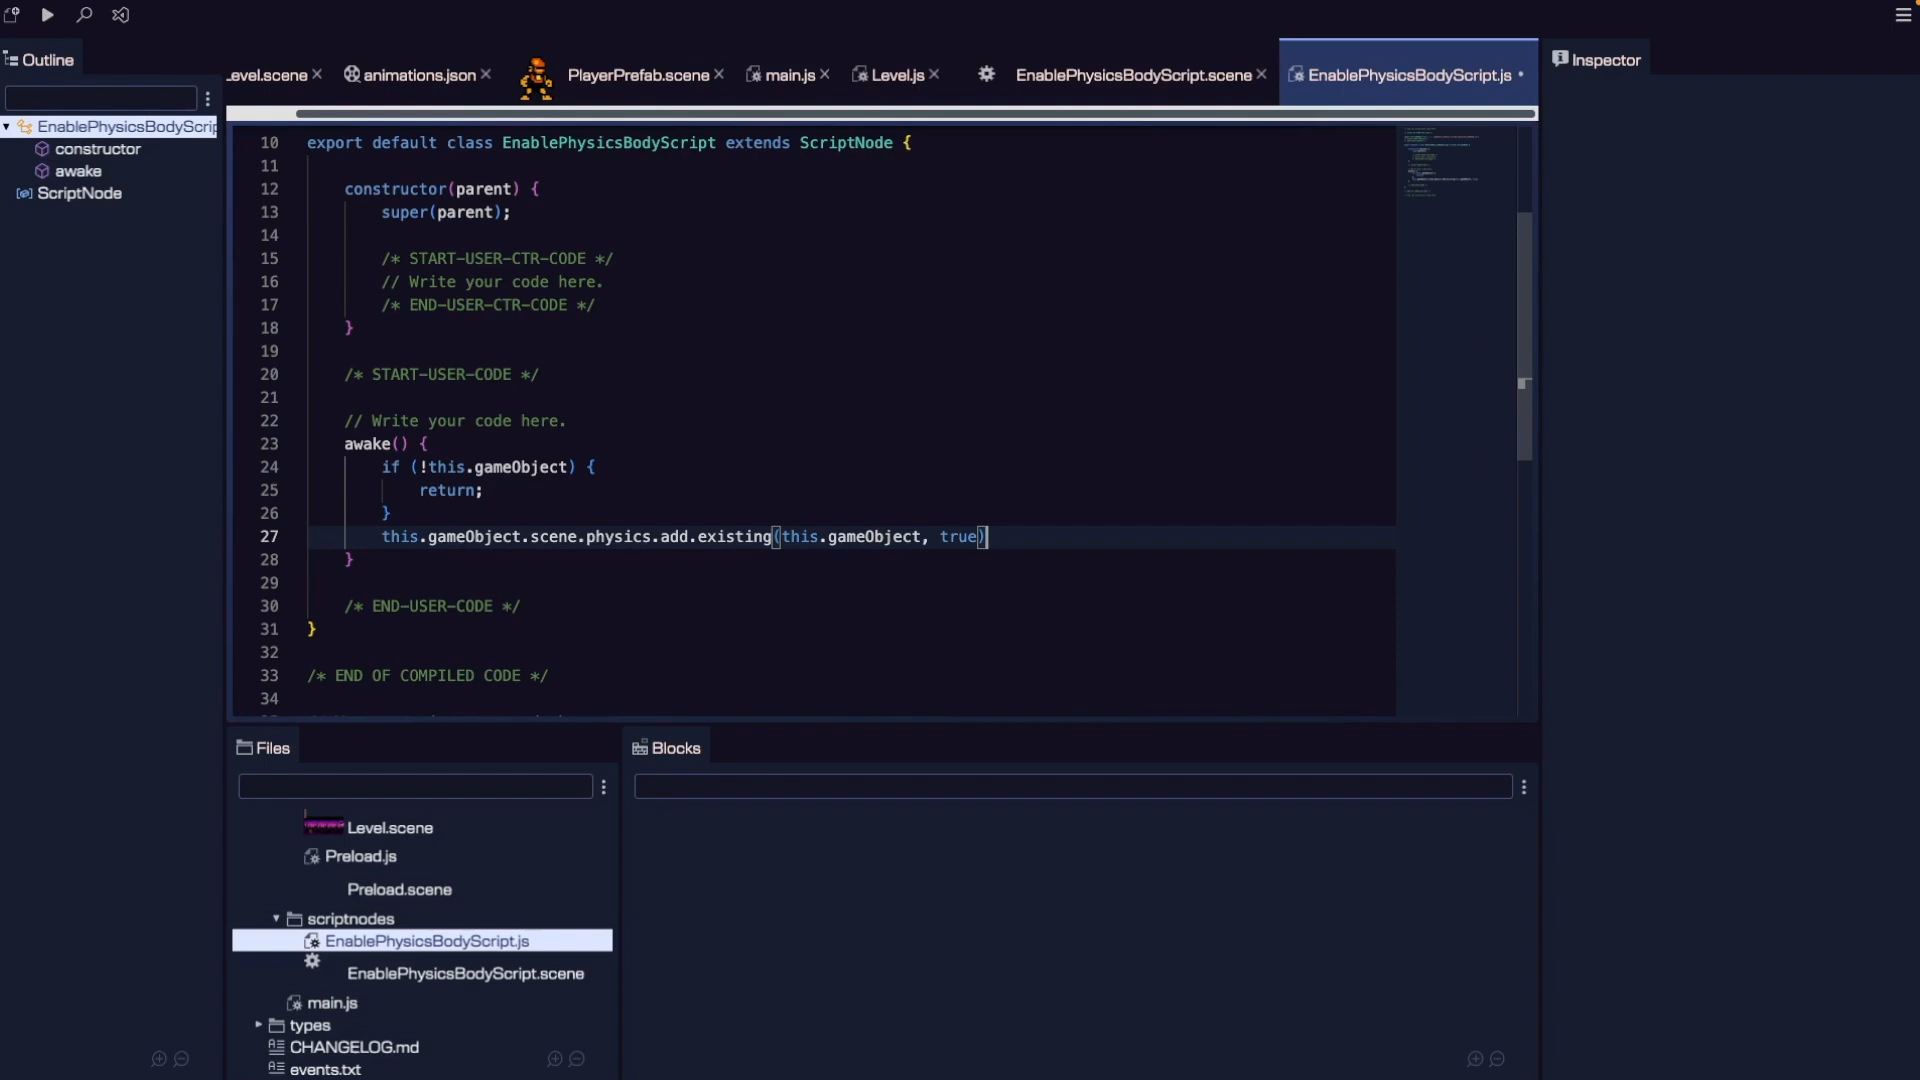 Outline
EnablePhysicsBodyScrip
constructor
awake
ScriptNode
.evel.scene
animations.json
PlayerPrefab.scene
main.js
Level.js
EnablePhysicsBodyScript.scene
EnablePhysicsBodyScript.js
Inspector
10 export default class EnablePhysicsBodyScript extends ScriptNode {
11
12 constructor(parent) {
13 super(parent);
14
15 /* START-USER-CTR-CODE */
16 // Write your code here.
17 /* END-USER-CTR-CODE */
18 }
19
20 /* START-USER-CODE */
21
22 // Write your code here.
23 awake() {
24 if (!this.gameObject) {
25 return;
26 }
27 this.gameObject.scene.physics.add.existing(this.gameObject, true)
28 }
29
30 /* END-USER-CODE */
31 }
32
33 /* END OF COMPILED CODE */
34
Files
Level.scene
Preload.js
Preload.scene
scriptnodes
EnablePhysicsBodyScript.js
EnablePhysicsBodyScript.scene
main.js
types
CHANGELOG.md
events.txt
Blocks